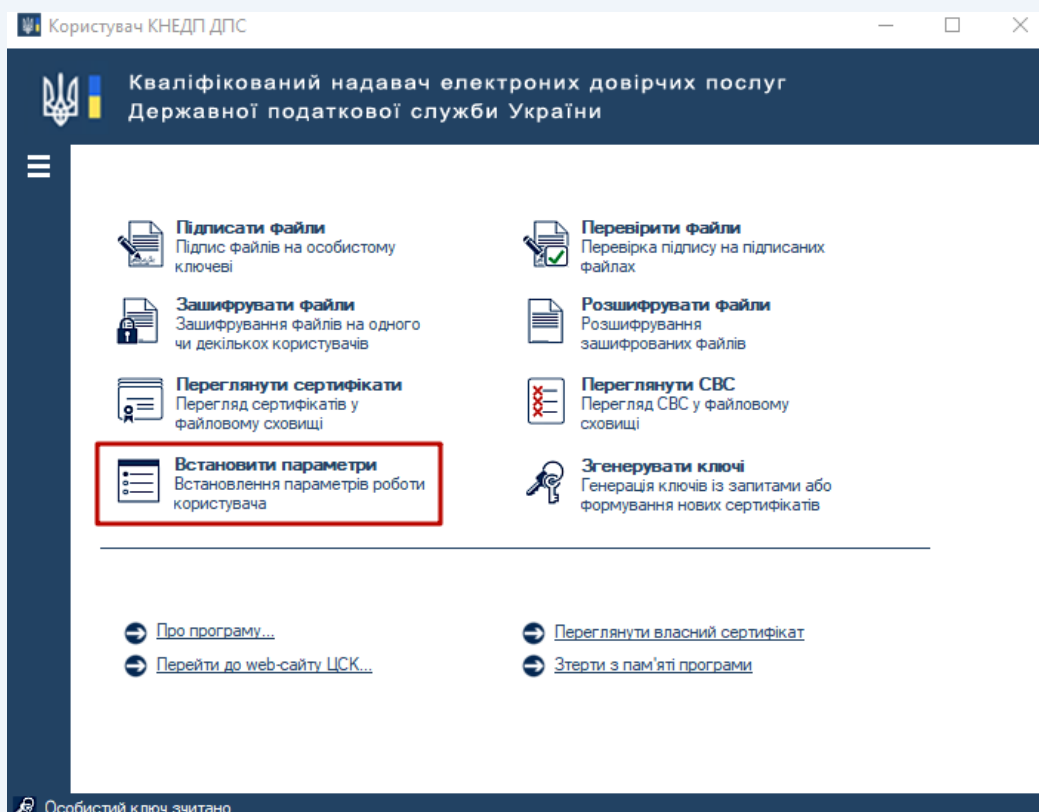 Користувач КНЕДП ДПС
Кваліфікований надавач електроних довірчих послуг
Державної податкової служби України
Підписати файли
Підпис файлів на особистому
ключеві
Перевірити файли
Перевірка підпису на підписаних
файлах
Зашифрувати файли
Зашифрування файлів на одного
чи декількох користувачів
Розшифрувати файли
Розшифрування
зашифрованих файлів
Переглянути сертифікати
Перегляд сертифікатів у
файловому сховищі
Переглянути СВС
Перегляд СВС у файловому
сховищі
Встановити параметри
Встановлення параметрів роботи
користувача
Згенерувати ключі
Генерація ключів із запитами або
формування нових сертифікатів
Про програму...
Переглянути власний сертифікат
Перейти до web-сайту ЦСК...
Зтерти з пам'яті програми
Особистий ключ зчитано